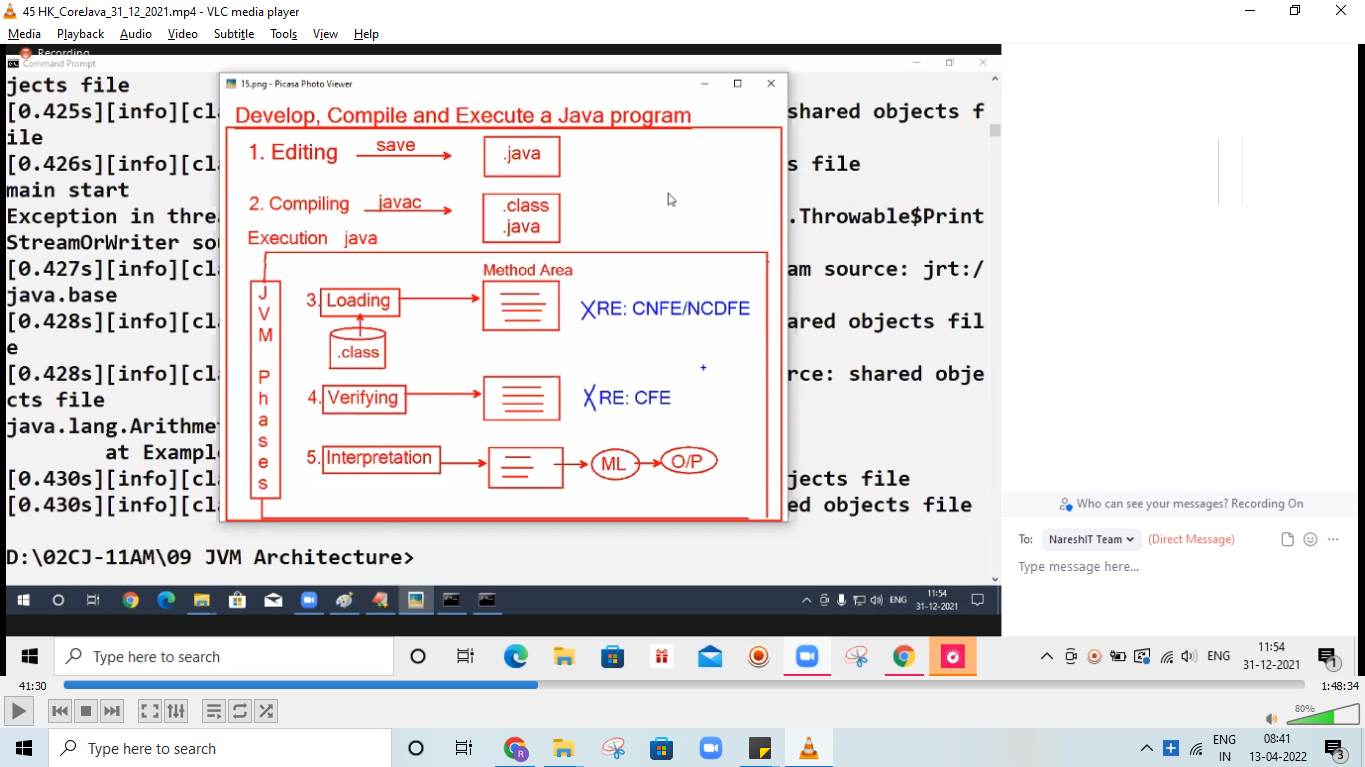 45 HK_CoreJava_31_12_2021.mp4 - VLC media player
Media Playback Audio Video Subtitle Tools View Help
Recording
Command Prompt
jects file
[0.425s][info][cl
shared objects f
ile
[0.426s][info][cl
s file
main start
Exception in threa
.Throwable$Print
StreamOrWriter sou
[0.427s][info][cl
am source: jrt:/
java.base
[0.428s][info][cl
ared objects fil
e
[0.428s][info][cl
rce: shared obje
cts file
java.lang.Arithme
at Exampl
[0.430s][info][cl
jects file
[0.430s][info][cl
ed objects file
D:\02CJ-11AM\09 JVM Architecture>
15.png - Picasa Photo Viewer
Develop, Compile and Execute a Java program
1. Editing save .java
2. Compiling javac .class
.java
Execution java
Method Area
JVM Phases
3. Loading XRE: CNFE/NCDFE
.class
4. Verifying XRE: CFE
5. Interpretation ML O/P
ENG 11:54
31-12-2021
Who can see your messages? Recording On
To: NareshIT Team (Direct Message)
Type message here...
Type here to search
ENG 11:54
31-12-2021
1
41:30 1:48:34
80%
Type here to search
R
ENG 08:41
IN 13-04-2022
3